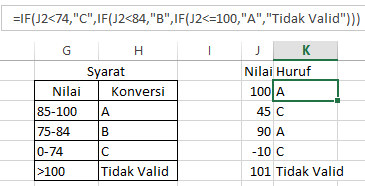 =IF(J2<74,"C",IF(J2<84,"B",IF(J2<=100,"A","Tidak Valid")))
G H I J K
Syarat Nilai Huruf
Nilai Konversi 100 A
85-100 A 45 C
75-84 B 90 A
0-74 C -10 C
>100 Tidak Valid 101 Tidak Valid